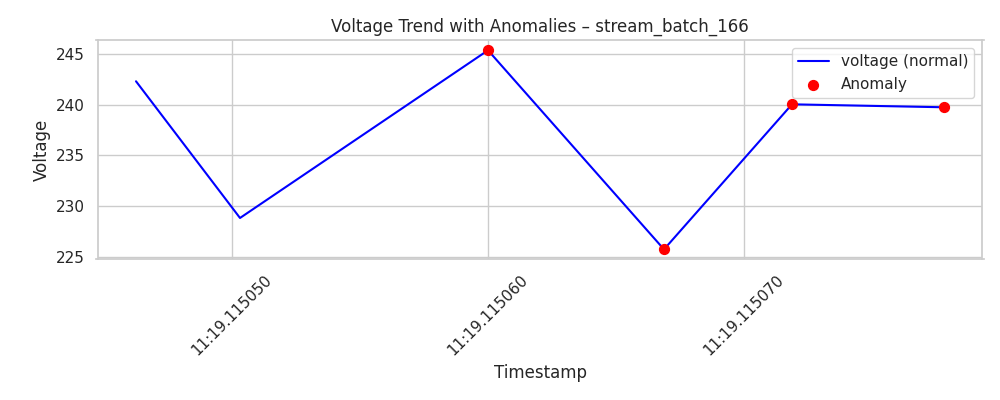 Voltage Trend with Anomalies – stream_batch_166
voltage (normal)
Anomaly
Voltage
245
240
235
230
225
11:19.115050
11:19.115060
11:19.115070
Timestamp